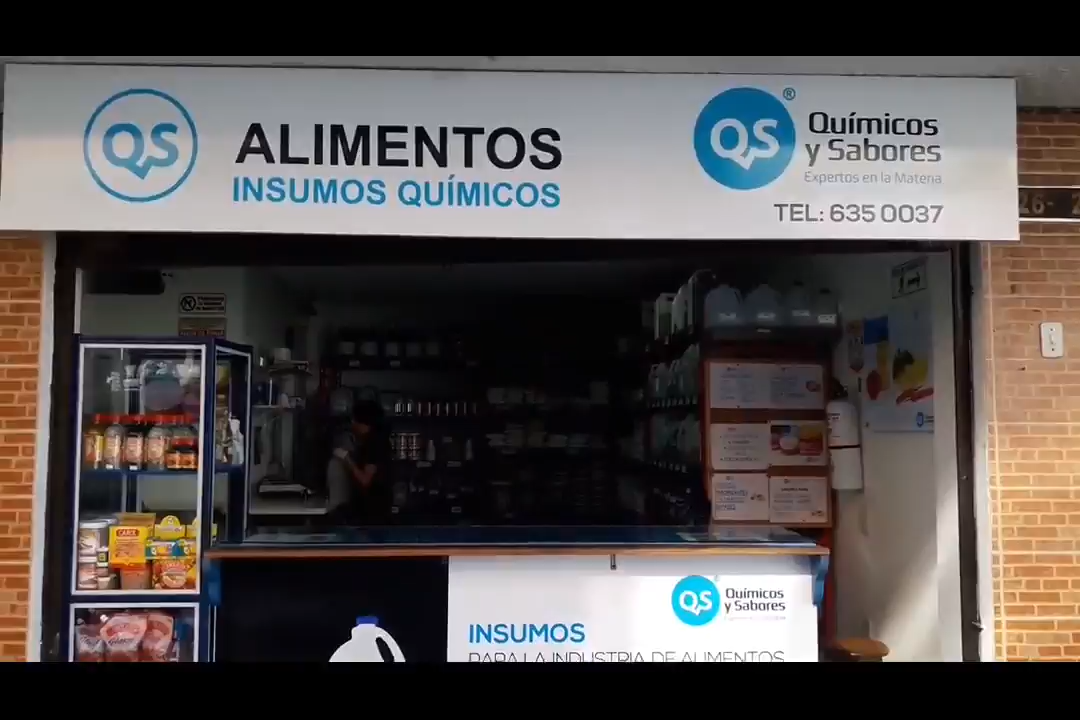 QS
ALIMENTOS
INSUMOS QUÍMICOS
QS
®
Químicos
y Sabores
Expertos en la Materia
TEL: 635 0037
26-
QS
Químicos
y Sabores
INSUMOS
PARA LA INDUSTRIA DE ALIMENTOS